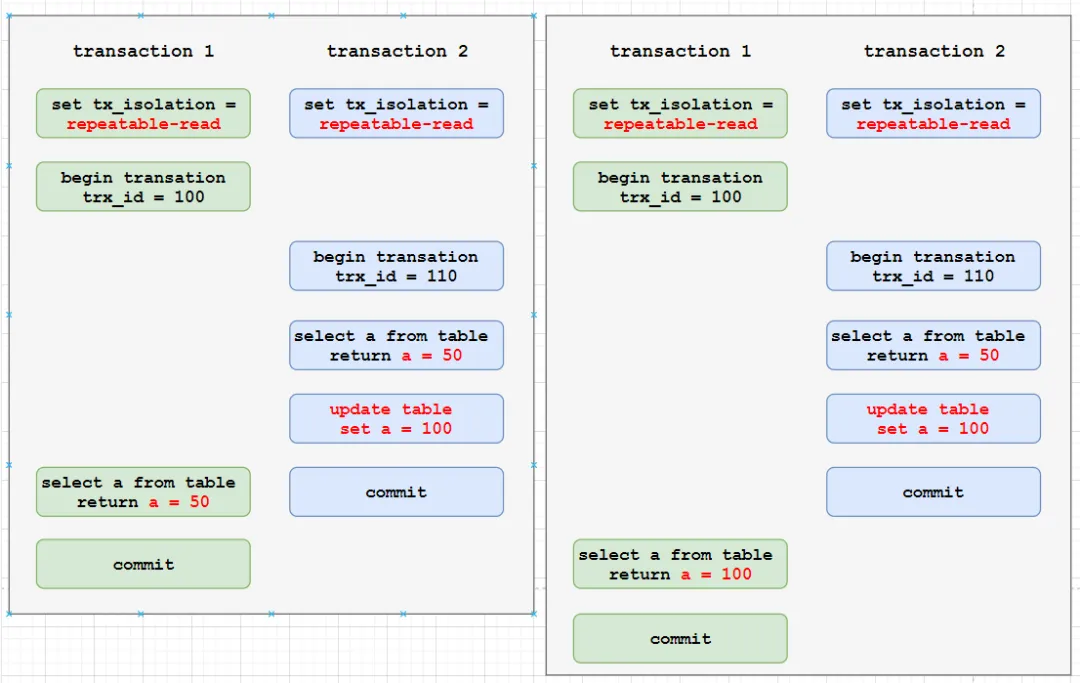 transaction 1
transaction 2
set tx_isolation =
repeatable-read
set tx_isolation =
repeatable-read
begin transation
trx_id = 100
begin transation
trx_id = 110
select a from table
return a = 50
update table
set a = 100
select a from table
return a = 50
commit
commit
transaction 1
transaction 2
set tx_isolation =
repeatable-read
set tx_isolation =
repeatable-read
begin transation
trx_id = 100
begin transation
trx_id = 110
select a from table
return a = 50
update table
set a = 100
commit
select a from table
return a = 100
commit